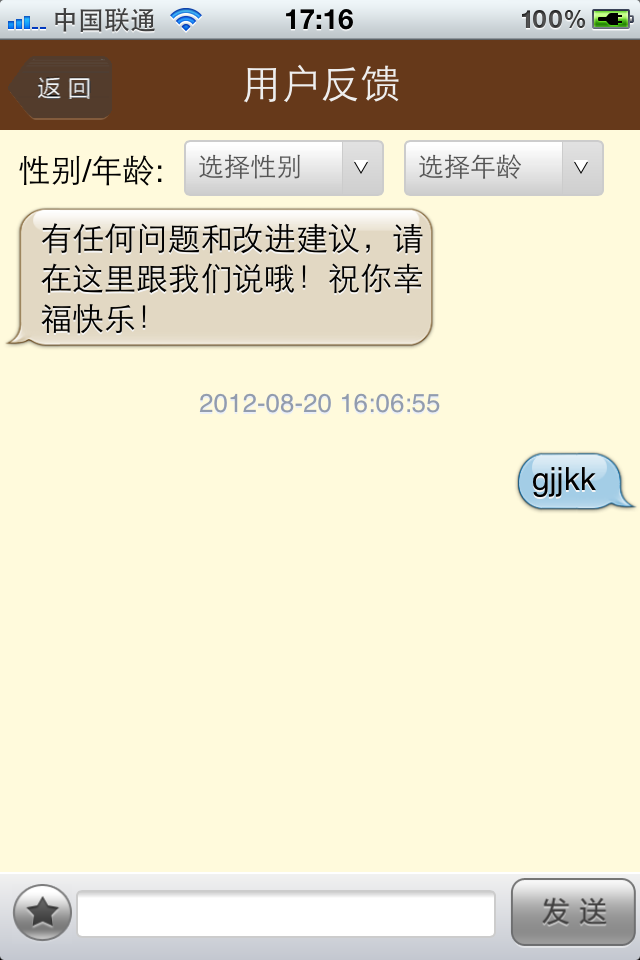 中国联通 17:16 100%
返回 用户反馈
性别/年龄: 选择性别 选择年龄
有任何问题和改进建议，请
在这里跟我们说哦！祝你幸
福快乐！
2012-08-20 16:06:55
gjjkk
发送